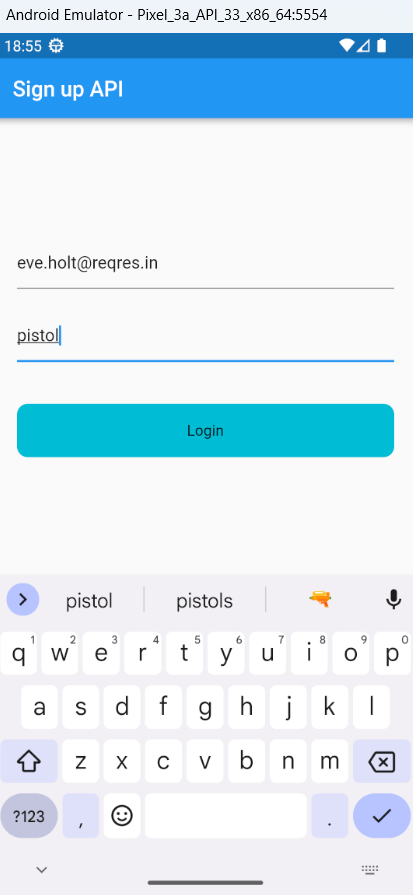 Android Emulator - Pixel_3a_API_33_x86_64:5554
18:55
Sign up API
eve.holt@reqres.in
pistol
Login
pistol pistols
q1 w2 e3 r4 t5 y6 u7 i8 o9 p0
a s d f g h j k l
z x c v b n m
?123 , .